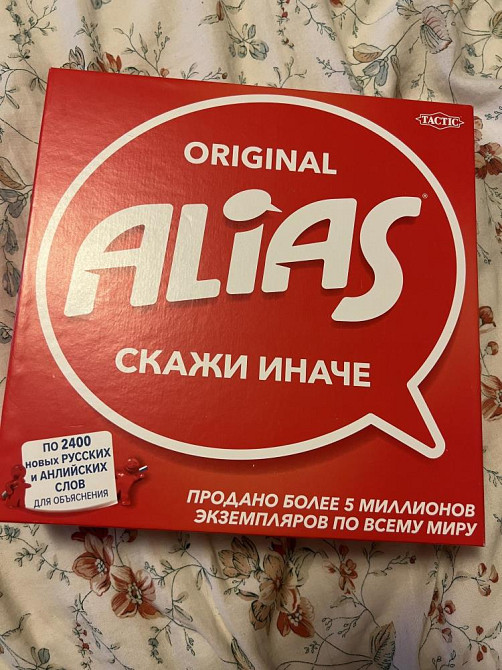 TACTIC
ORIGINAL
ALiAS®
СКАЖИ ИНАЧЕ
ПО 2400
новых РУССКИХ
и АНЛИЙСКИХ
СЛОВ
ДЛЯ ОБЪЯСНЕНИЯ
ПРОДАНО БОЛЕЕ 5 МИЛЛИОНОВ
ЭКЗЕМПЛЯРОВ ПО ВСЕМУ МИРУ